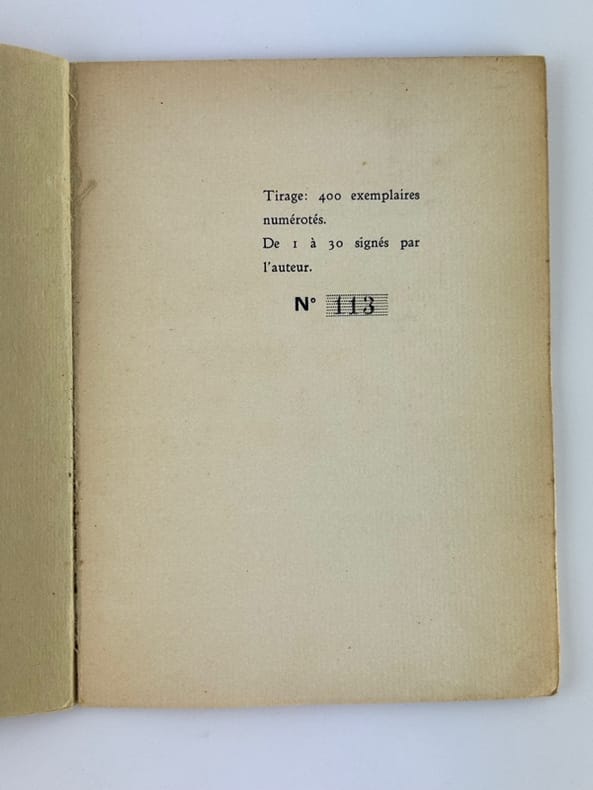 Tirage: 400 exemplaires
numérotés.
De 1 à 30 signés par
l'auteur.
N° 113